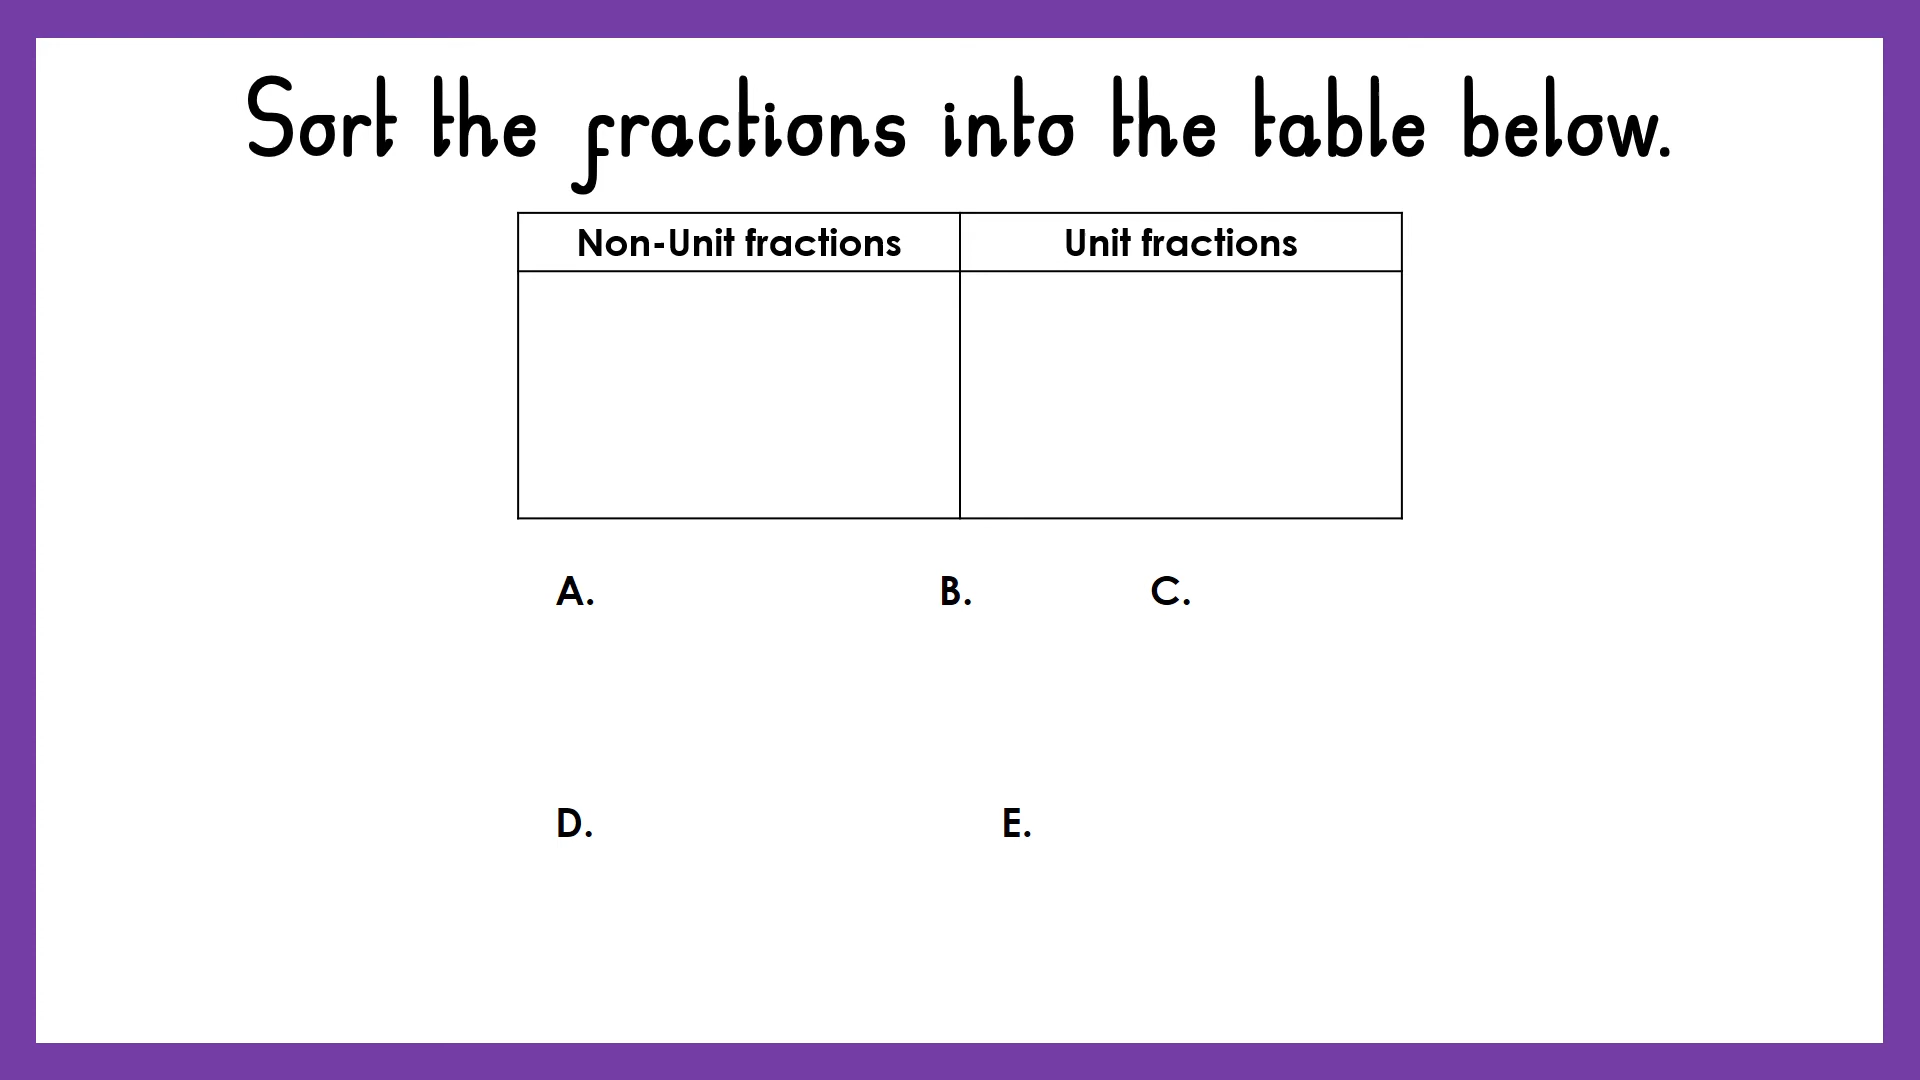 Sort the fractions into the table below.
Non-Unit fractions Unit fractions
A. B. C.
D. E.